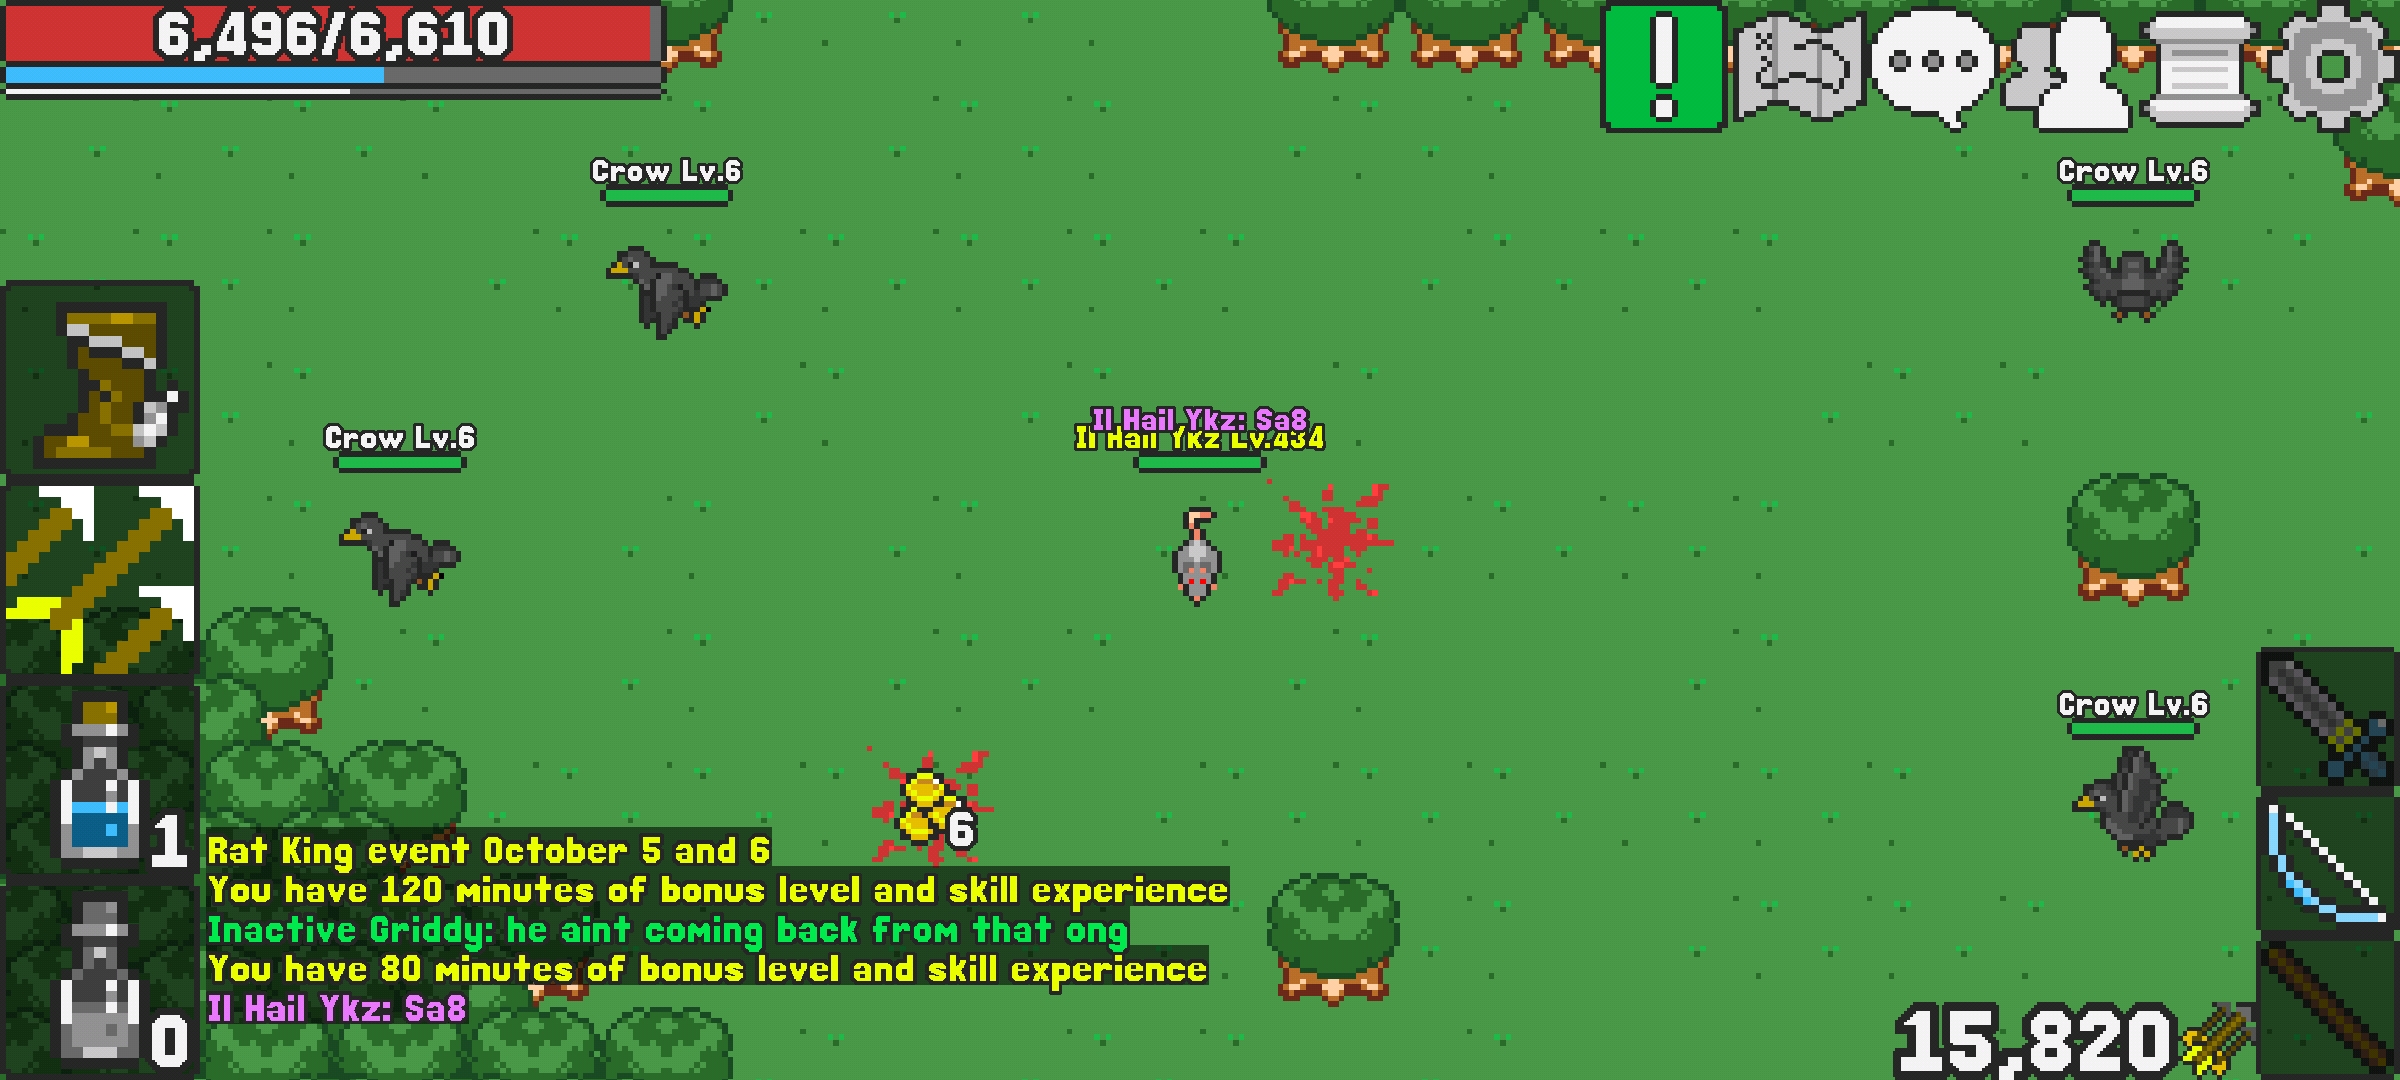 6,496/6,610
Crow Lv.6
Crow Lv.6
Il Hail Ykz: Sa8
Il Hail Ykz Lv.434
Crow Lv.6
Crow Lv.6
6
1
Rat King event October 5 and 6
You have 120 minutes of bonus level and skill experience
Inactive Griddy: he aint coming back from that ong
You have 80 minutes of bonus level and skill experience
Il Hail Ykz: Sa8
0
15,820